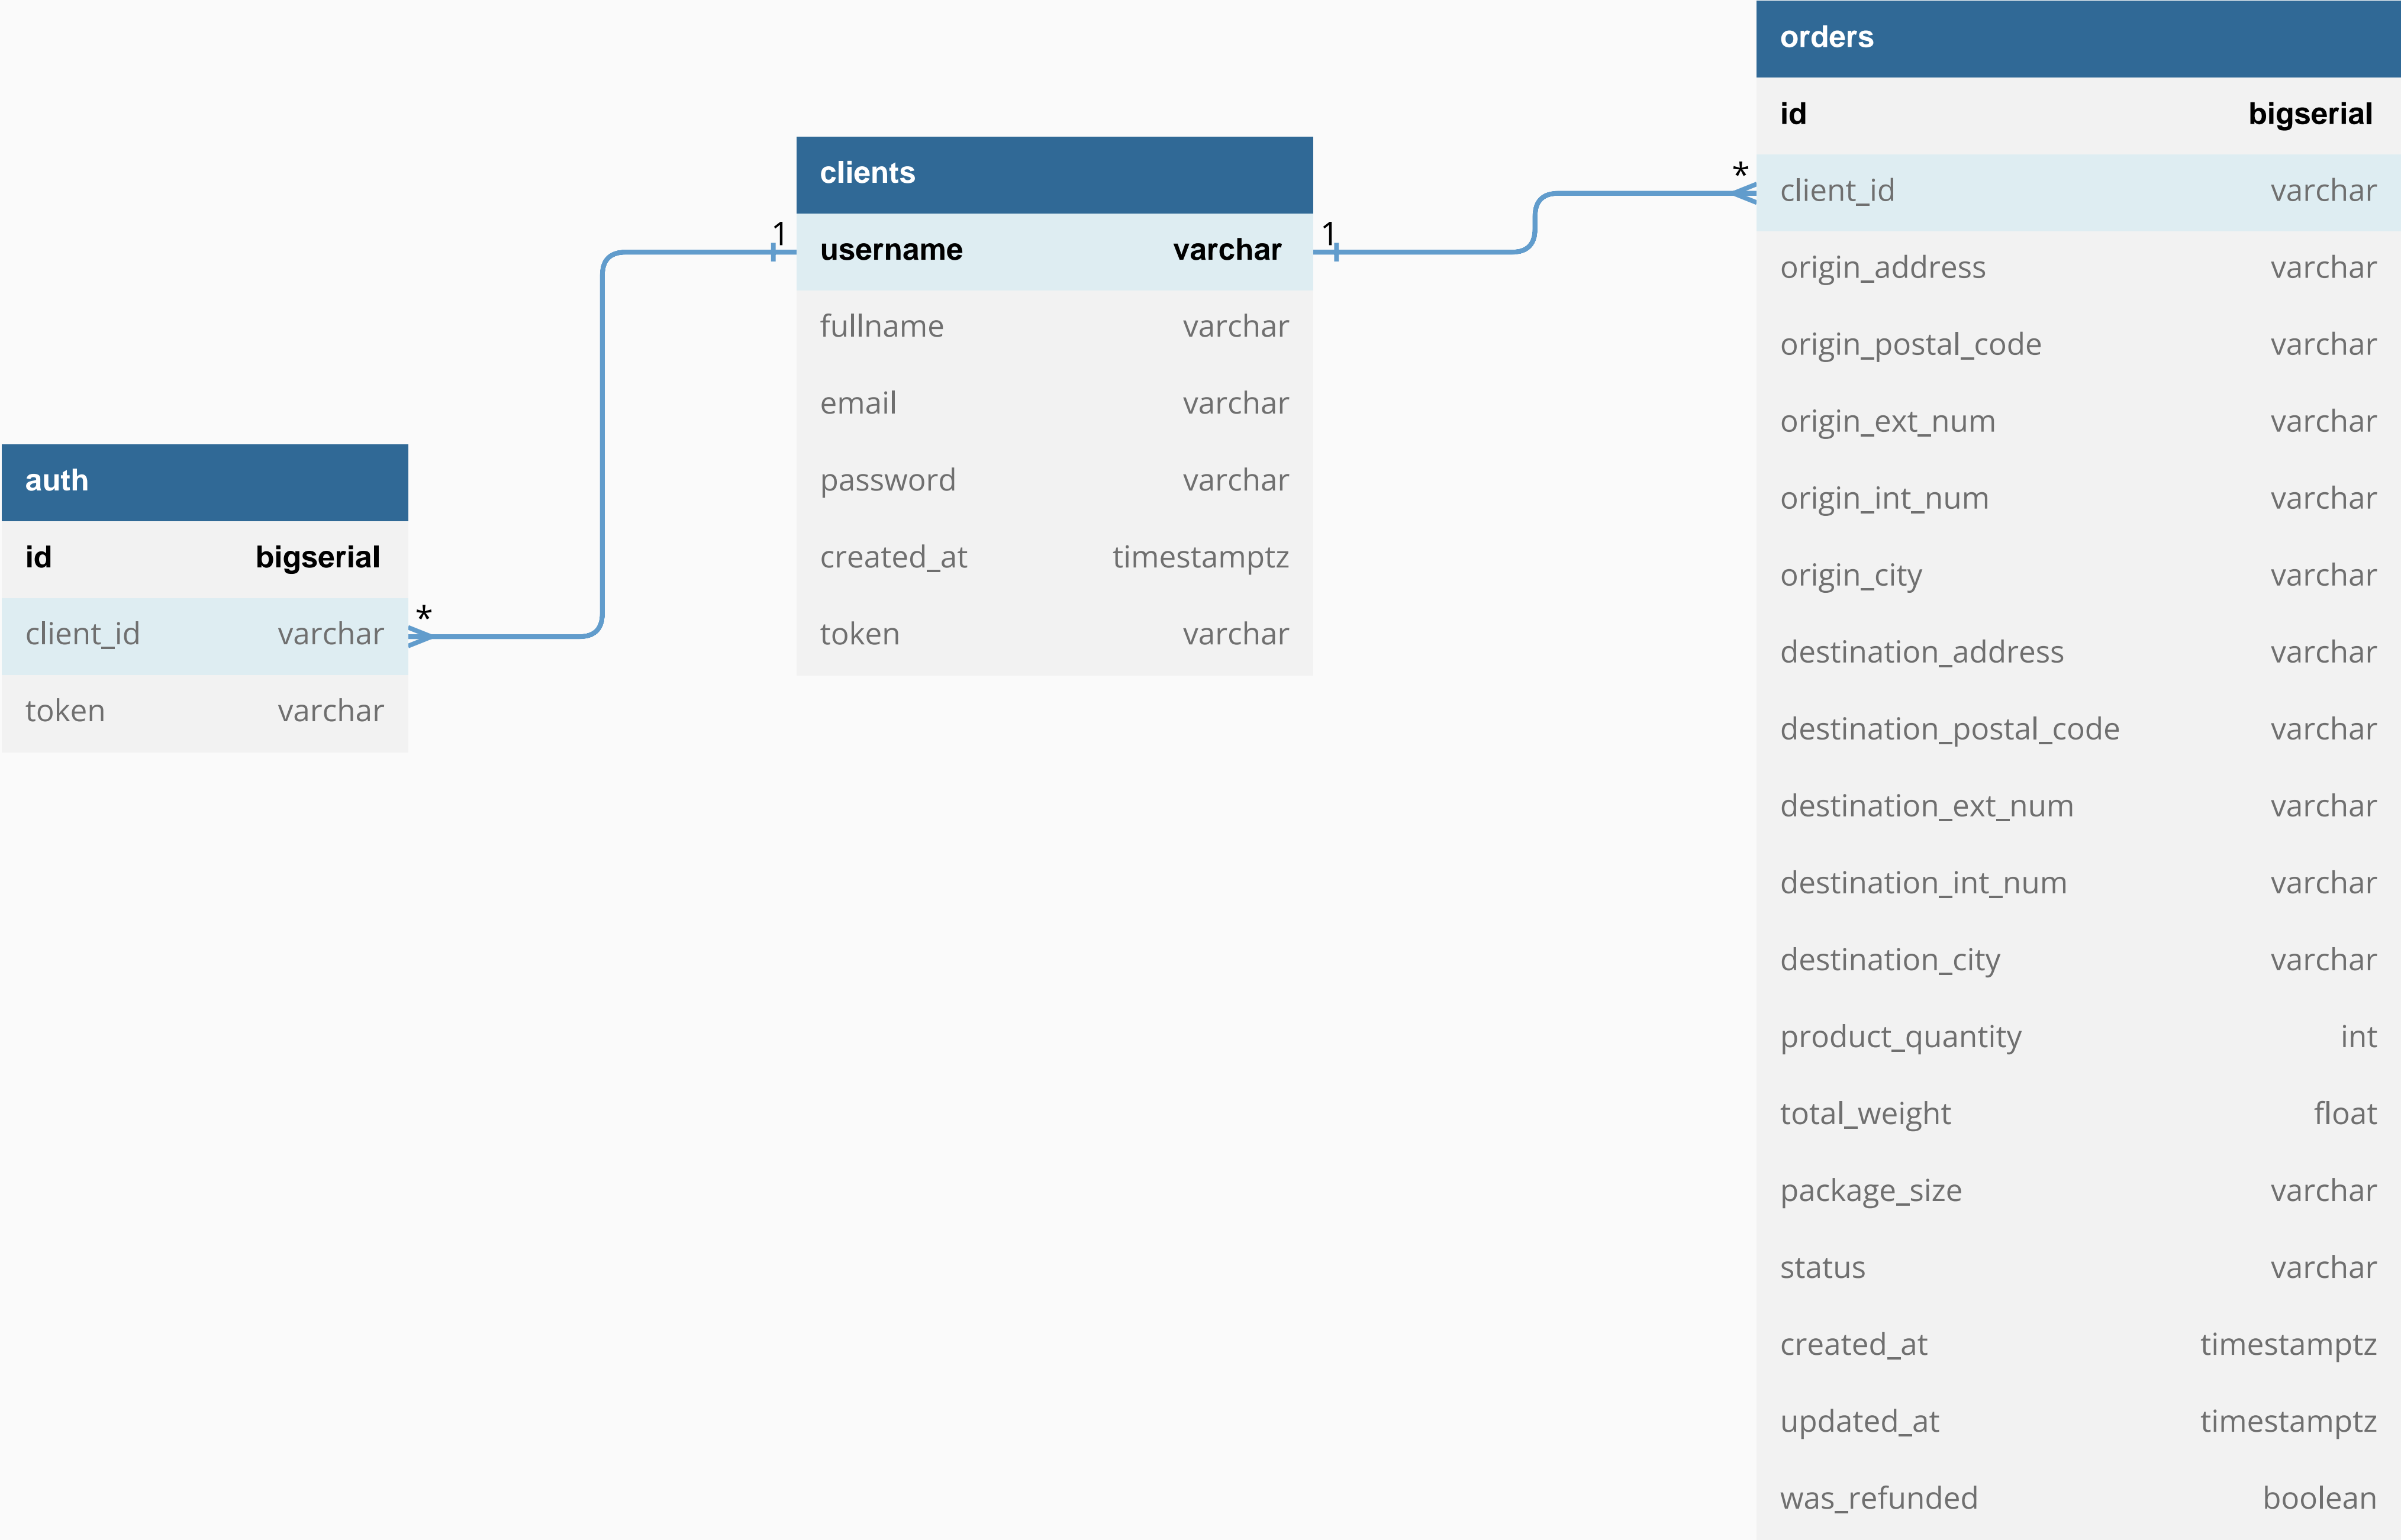 auth
id bigserial
client_id varchar
token varchar
*
1
clients
username varchar
fullname varchar
email varchar
password varchar
created_at timestamptz
token varchar
1
*
orders
id bigserial
client_id varchar
origin_address varchar
origin_postal_code varchar
origin_ext_num varchar
origin_int_num varchar
origin_city varchar
destination_address varchar
destination_postal_code varchar
destination_ext_num varchar
destination_int_num varchar
destination_city varchar
product_quantity int
total_weight float
package_size varchar
status varchar
created_at timestamptz
updated_at timestamptz
was_refunded boolean